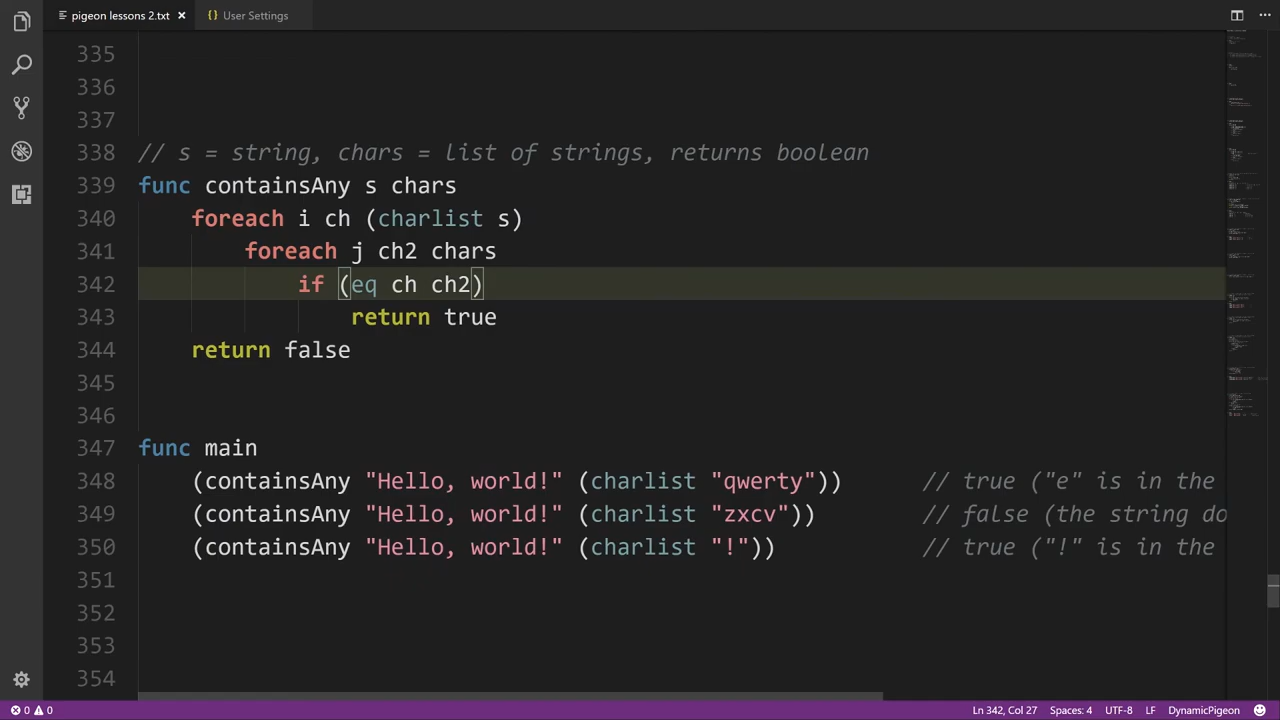 pigeon lessons 2.txt × {} User Settings
335
336
337
338 // s = string, chars = list of strings, returns boolean
339 func containsAny s chars
340     foreach i ch (charlist s)
341         foreach j ch2 chars
342             if (eq ch ch2)
343                 return true
344     return false
345
346
347 func main
348     (containsAny "Hello, world!" (charlist "qwerty"))      // true ("e" is in the
349     (containsAny "Hello, world!" (charlist "zxcv"))        // false (the string do
350     (containsAny "Hello, world!" (charlist "!"))           // true ("!" is in the
351
352
353
354
0 0 Ln 342, Col 27 Spaces: 4 UTF-8 LF DynamicPigeon